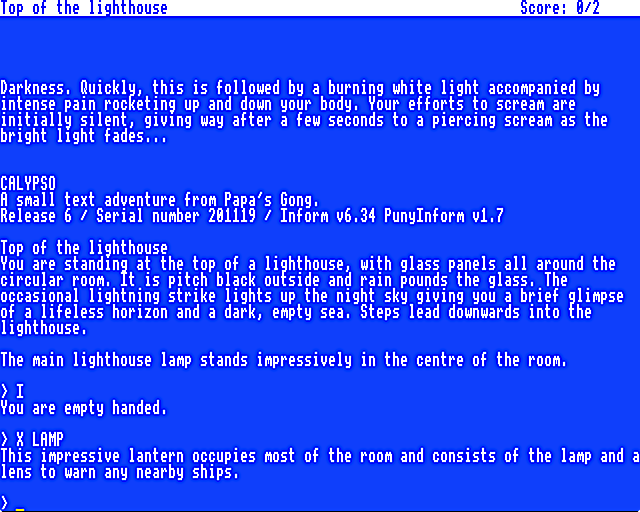 Top of the lighthouse Score: 0/2
Darkness. Quickly, this is followed by a burning white light accompanied by
intense pain rocketing up and down your body. Your efforts to scream are
initially silent, giving way after a few seconds to a piercing scream as the
bright light fades...
CALYPSO
A small text adventure from Papa's Gong.
Release 6 / Serial number 201119 / Inform v6.34 PunyInform v1.7
Top of the lighthouse
You are standing at the top of a lighthouse, with glass panels all around the
circular room. It is pitch black outside and rain pounds the glass. The
occasional lightning strike lights up the night sky giving you a brief glimpse
of a lifeless horizon and a dark, empty sea. Steps lead downwards into the
lighthouse.
The main lighthouse lamp stands impressively in the centre of the room.
> I
You are empty handed.
> X LAMP
This impressive lantern occupies most of the room and consists of the lamp and a
lens to warn any nearby ships.
> _